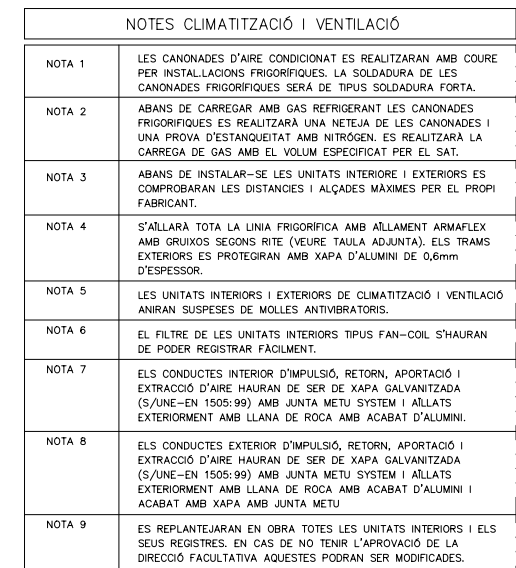 NOTES CLIMATITZACIÓ I VENTILACIÓ
NOTA 1
LES CANONADES D'AIRE CONDICIONAT ES REALITZARAN AMB COURE
PER INSTAL.LACIONS FRIGORÍFIQUES. LA SOLDADURA DE LES
CANONADES FRIGORÍFIQUES SERÁ DE TIPUS SOLDADURA FORTA.
NOTA 2
ABANS DE CARREGAR AMB GAS REFRIGERANT LES CANONADES
FRIGORIFIQUES ES REALITZARÀ UNA NETEJA DE LES CANONADES I
UNA PROVA D'ESTANQUEITAT AMB NITRÓGEN. ES REALITZARÀ LA
CARREGA DE GAS AMB EL VOLUM ESPECIFICAT PER EL SAT.
NOTA 3
ABANS DE INSTALAR-SE LES UNITATS INTERIORE I EXTERIORS ES
COMPROBARAN LES DISTANCIES I ALÇADES MÀXIMES PER EL PROPI
FABRICANT.
NOTA 4
S'AÏLLARÀ TOTA LA LINIA FRIGORÍFICA AMB AÏLLAMENT ARMAFLEX
AMB GRUIXOS SEGONS RITE (VEURE TAULA ADJUNTA). ELS TRAMS
EXTERIORS ES PROTEGIRAN AMB XAPA D'ALUMINI DE 0,6mm
D'ESPESSOR.
NOTA 5
LES UNITATS INTERIORS I EXTERIORS DE CLIMATITZACIÓ I VENTILACIÓ
ANIRAN SUSPESES DE MOLLES ANTIVIBRATORIS.
NOTA 6
EL FILTRE DE LES UNITATS INTERIORS TIPUS FAN-COIL S'HAURAN
DE PODER REGISTRAR FÀCILMENT.
NOTA 7
ELS CONDUCTES INTERIOR D'IMPULSIÓ, RETORN, APORTACIÓ I
EXTRACCIÓ D'AIRE HAURAN DE SER DE XAPA GALVANITZADA
(S/UNE-EN 1505:99) AMB JUNTA METU SYSTEM I AÏLLATS
EXTERIORMENT AMB LLANA DE ROCA AMB ACABAT D'ALUMINI.
NOTA 8
ELS CONDUCTES EXTERIOR D'IMPULSIÓ, RETORN, APORTACIÓ I
EXTRACCIÓ D'AIRE HAURAN DE SER DE XAPA GALVANITZADA
(S/UNE-EN 1505:99) AMB JUNTA METU SYSTEM I AÏLLATS
EXTERIORMENT AMB LLANA DE ROCA AMB ACABAT D'ALUMINI I
ACABAT AMB XAPA AMB JUNTA METU
NOTA 9
ES REPLANTEJARAN EN OBRA TOTES LES UNITATS INTERIORS I ELS
SEUS REGISTRES. EN CAS DE NO TENIR L'APROVACIÓ DE LA
DIRECCIÓ FACULTATIVA AQUESTES PODRAN SER MODIFICADES.